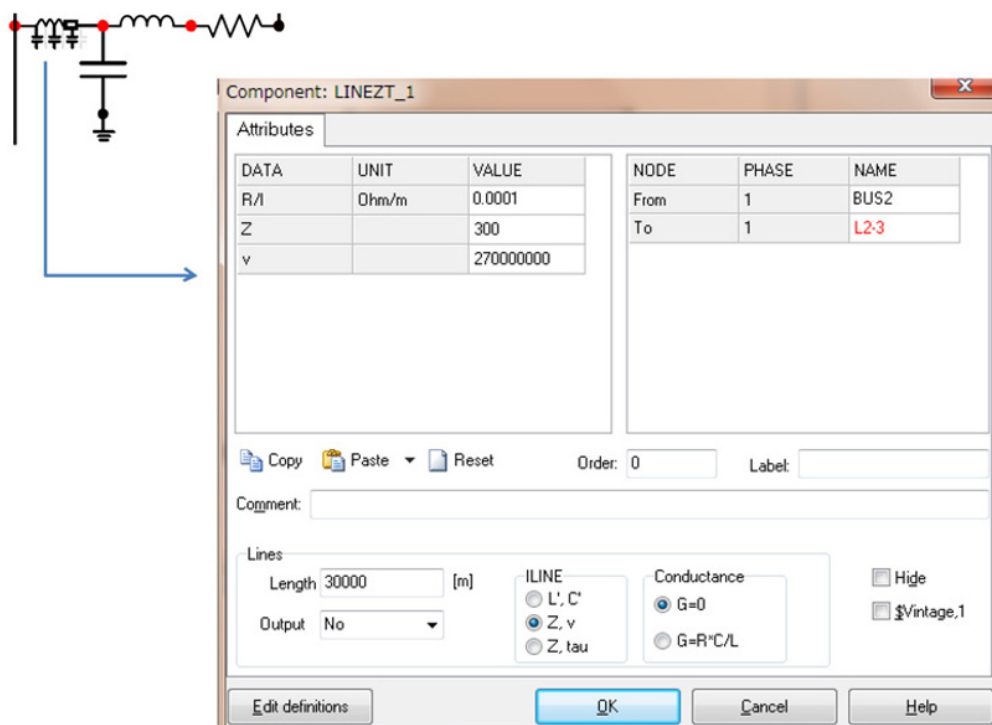 Component: LINEZT_1
Attributes
DATA UNIT VALUE
R/l Ohm/m 0.0001
Z 300
v 270000000
NODE PHASE NAME
From 1 BUS2
To 1 L2-3
Copy Paste Reset Order: 0 Label:
Comment:
Lines
Length 30000 [m]
Output No
ILINE
L', C'
Z, v
Z, tau
Conductance
G=0
G=R*C/L
Hide
$Vintage,1
Edit definitions OK Cancel Help